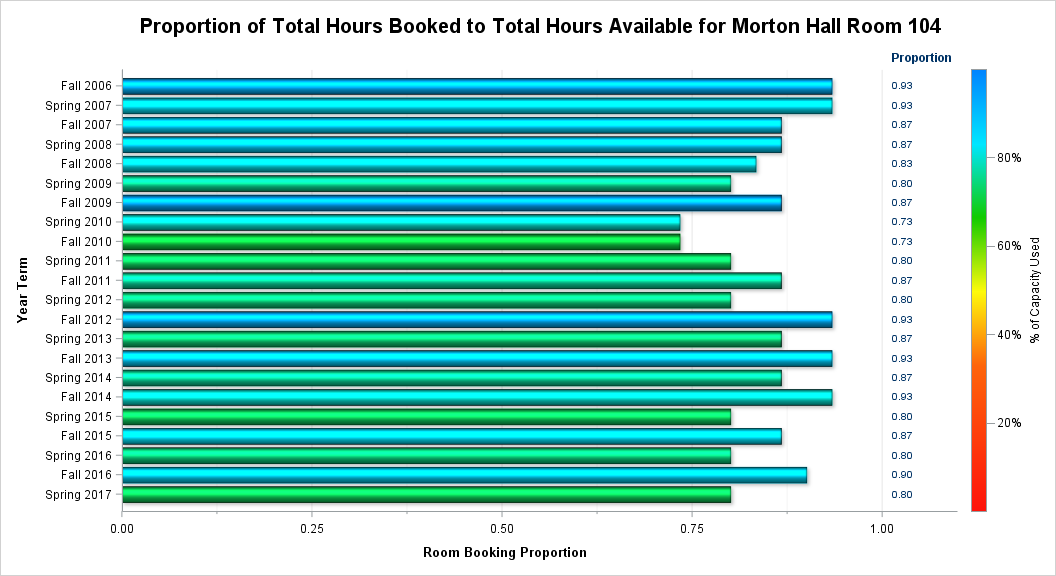 Proportion of Total Hours Booked to Total Hours Available for Morton Hall Room 104
Proportion
Fall 2006 0.93
Spring 2007 0.93
Fall 2007 0.87
Spring 2008 0.87
Fall 2008 0.83
Spring 2009 0.80
Fall 2009 0.87
Spring 2010 0.73
Fall 2010 0.73
Spring 2011 0.80
Fall 2011 0.87
Spring 2012 0.80
Fall 2012 0.93
Spring 2013 0.87
Fall 2013 0.93
Spring 2014 0.87
Fall 2014 0.93
Spring 2015 0.80
Fall 2015 0.87
Spring 2016 0.80
Fall 2016 0.90
Spring 2017 0.80
Year Term
0.00 0.25 0.50 0.75 1.00
Room Booking Proportion
80%
60%
40%
20%
% of Capacity Used